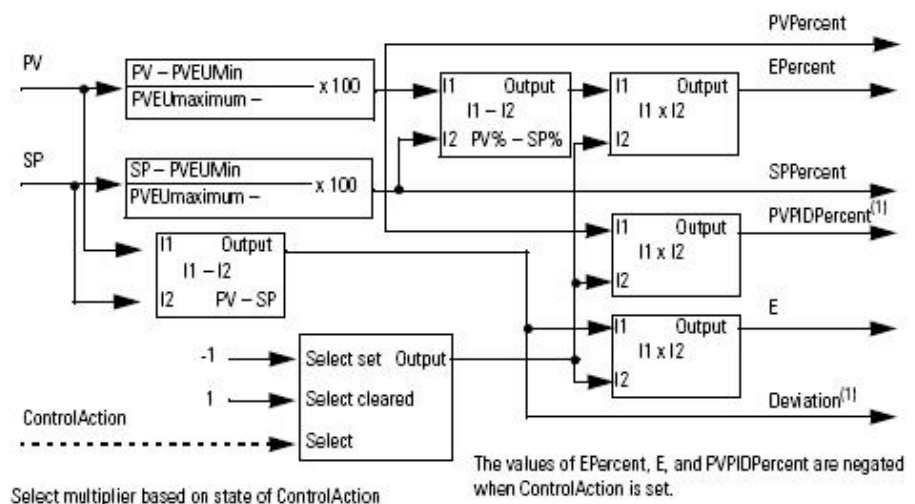 PVPercent
PV
PV – PVEUMin
PVEUmaximum –
x 100
I1 Output
I1 – I2
I2 PV% – SP%
I1 Output
I1 x I2
I2
EPercent
SP
SP – PVEUMin
PVEUmaximum –
x 100
SPPercent
PVPIDPercent(1)
I1 Output
I1 x I2
I2
I1 Output
I1 – I2
I2 PV – SP
E
I1 Output
I1 x I2
I2
-1
Select set Output
1
Select cleared
ControlAction
Select
Deviation(1)
Select multiplier based on state of ControlAction
The values of EPercent, E, and PVPIDPercent are negated
when ControlAction is set.